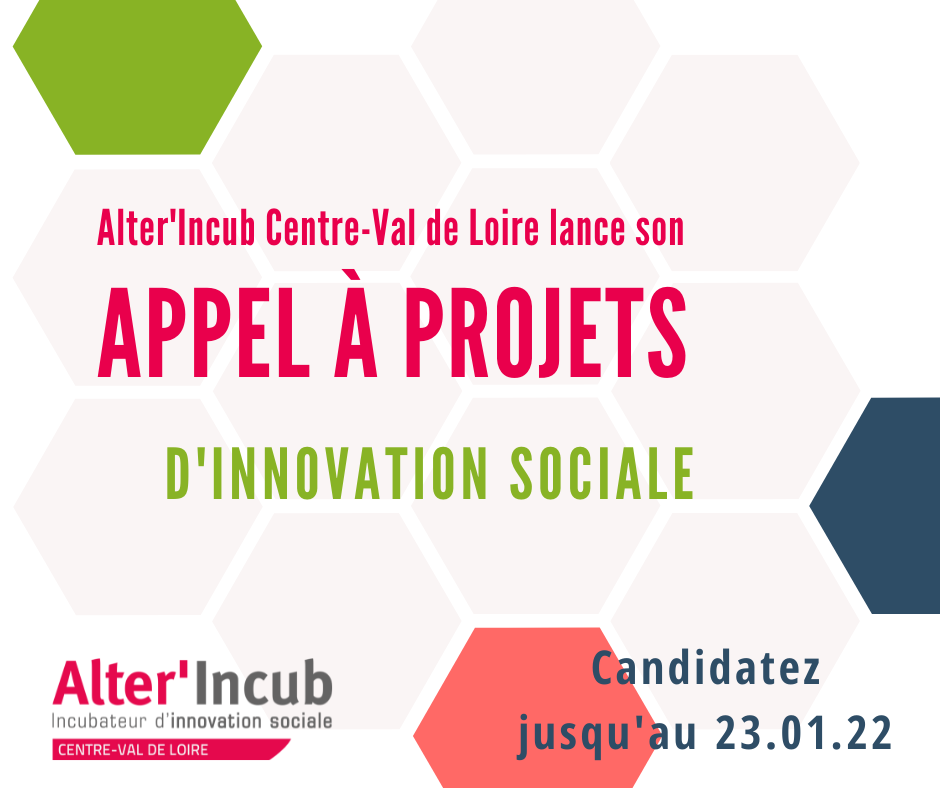 Alter'Incub Centre-Val de Loire lance son
APPEL À PROJETS
D'INNOVATION SOCIALE
Alter'Incub
Incubateur d'innovation sociale
CENTRE-VAL DE LOIRE
Candidatez
jusqu'au 23.01.22